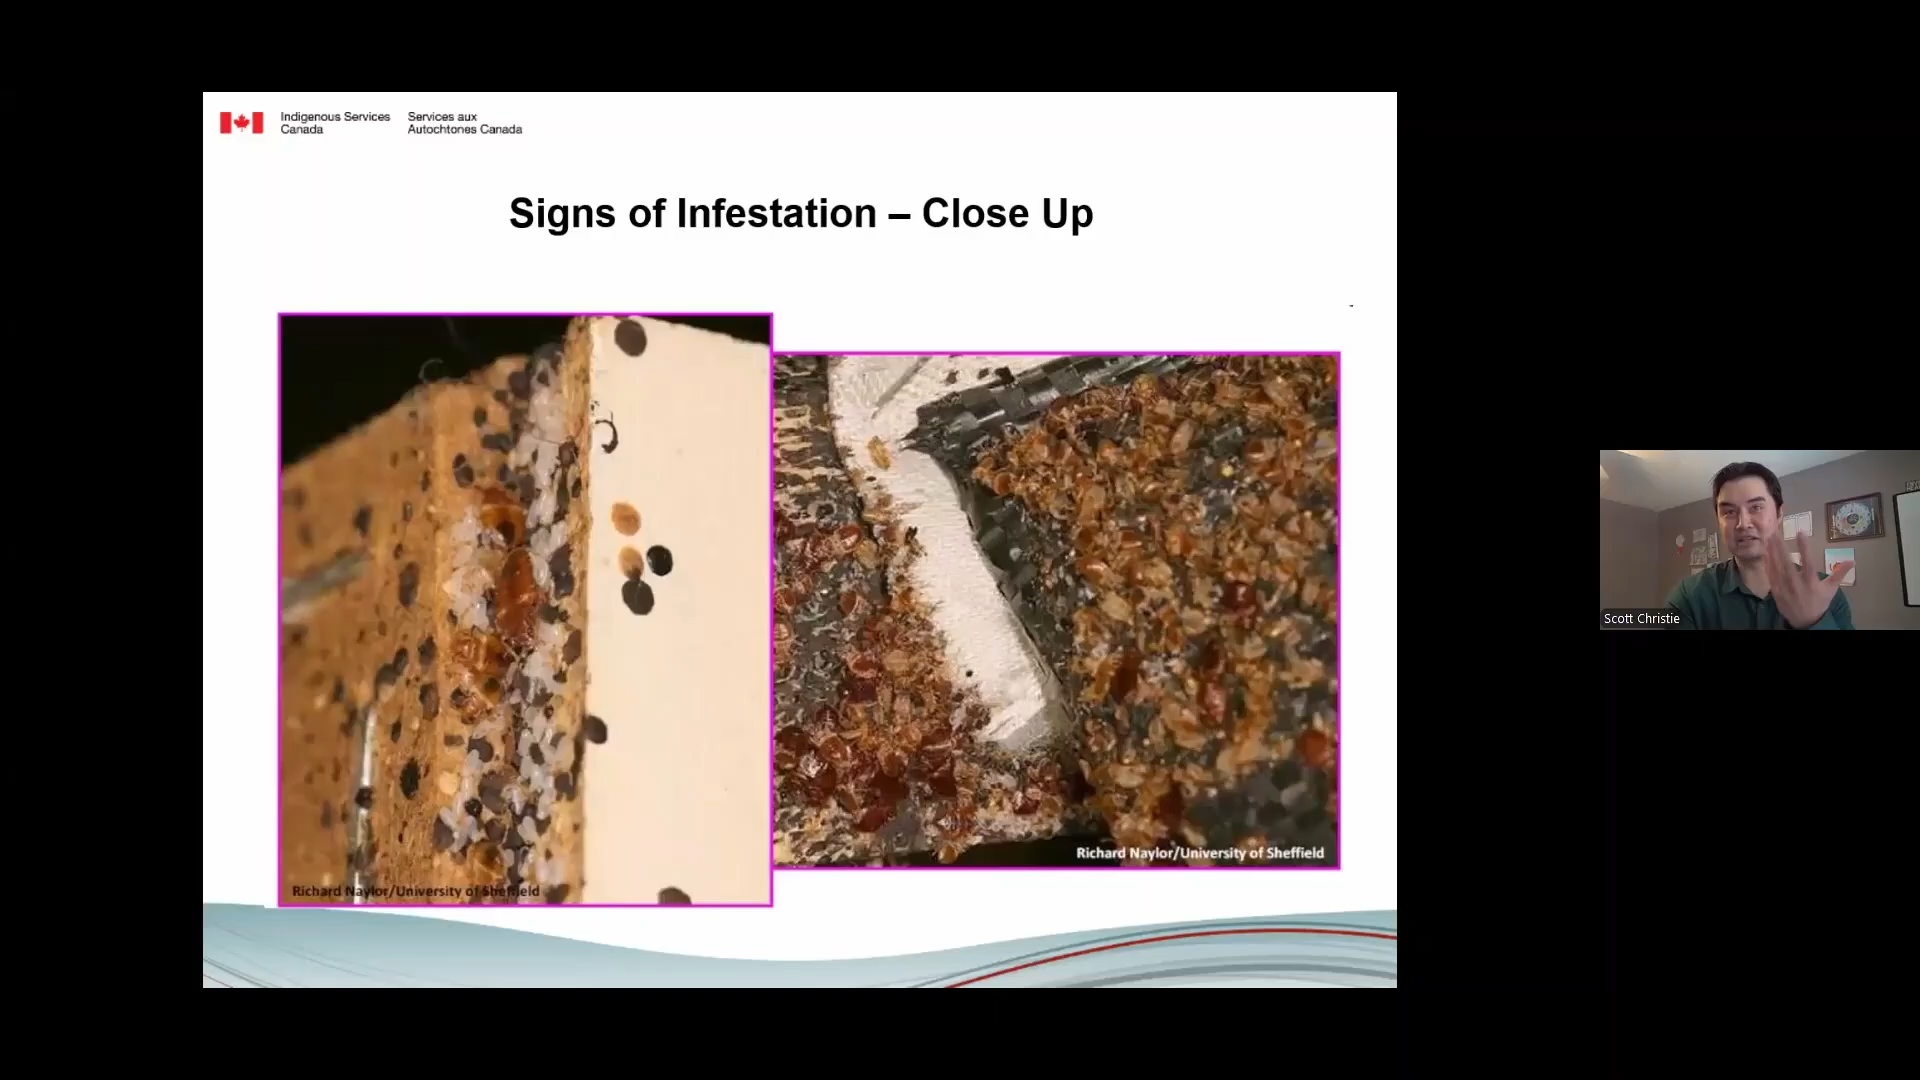 Indigenous Services
Canada
Services aux
Autochtones Canada
Signs of Infestation – Close Up
Richard Naylor/University of Sheffield
Richard Naylor/University of Sheffield
Scott Christie